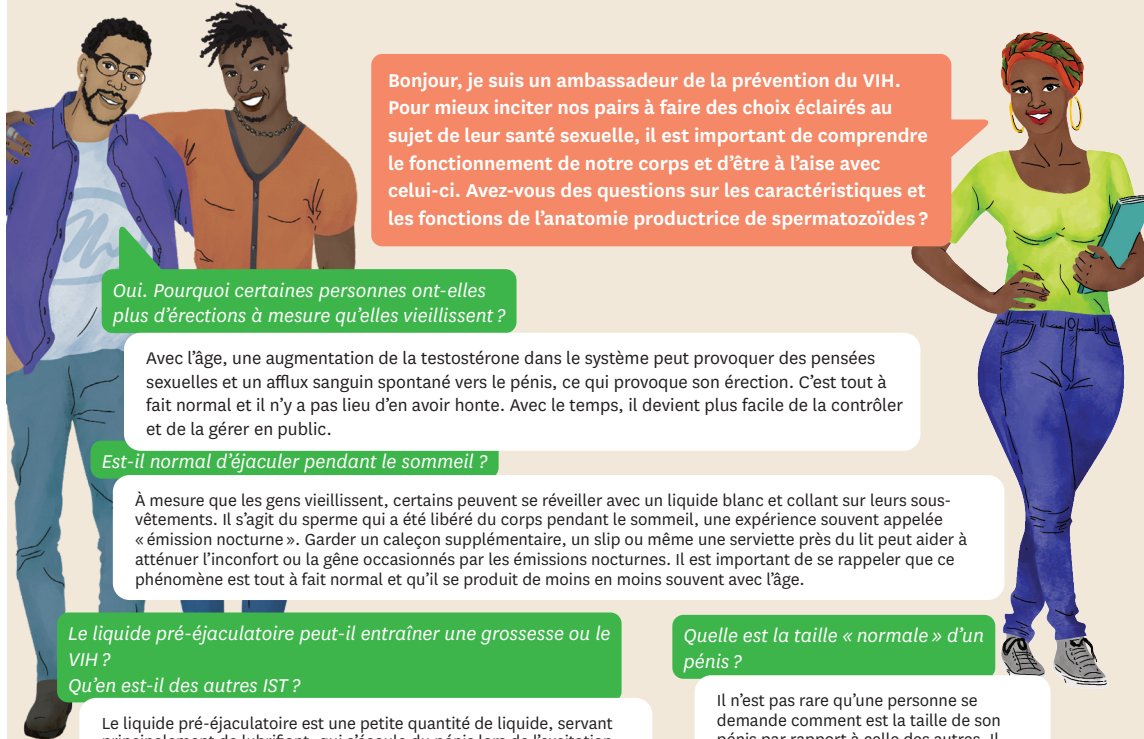 Bonjour, je suis un ambassadeur de la prévention du VIH.
Pour mieux inciter nos pairs à faire des choix éclairés au
sujet de leur santé sexuelle, il est important de comprendre
le fonctionnement de notre corps et d'être à l'aise avec
celui-ci. Avez-vous des questions sur les caractéristiques et
les fonctions de l'anatomie productrice de spermatozoïdes ?
Oui. Pourquoi certaines personnes ont-elles
plus d'érections à mesure qu'elles vieillissent ?
Avec l'âge, une augmentation de la testostérone dans le système peut provoquer des pensées
sexuelles et un afflux sanguin spontané vers le pénis, ce qui provoque son érection. C'est tout à
fait normal et il n'y a pas lieu d'en avoir honte. Avec le temps, il devient plus facile de la contrôler
et de la gérer en public.
Est-il normal d'éjaculer pendant le sommeil ?
À mesure que les gens vieillissent, certains peuvent se réveiller avec un liquide blanc et collant sur leurs sous-
vêtements. Il s'agit du sperme qui a été libéré du corps pendant le sommeil, une expérience souvent appelée
« émission nocturne ». Garder un caleçon supplémentaire, un slip ou même une serviette près du lit peut aider à
atténuer l'inconfort ou la gêne occasionnés par les émissions nocturnes. Il est important de se rappeler que ce
phénomène est tout à fait normal et qu'il se produit de moins en moins souvent avec l'âge.
Le liquide pré-éjaculatoire peut-il entraîner une grossesse ou le
VIH ?
Qu'en est-il des autres IST ?
Le liquide pré-éjaculatoire est une petite quantité de liquide, servant
Quelle est la taille « normale » d'un
pénis ?
Il n'est pas rare qu'une personne se
demande comment est la taille de son
pénis par rapport à celle des autres. Il